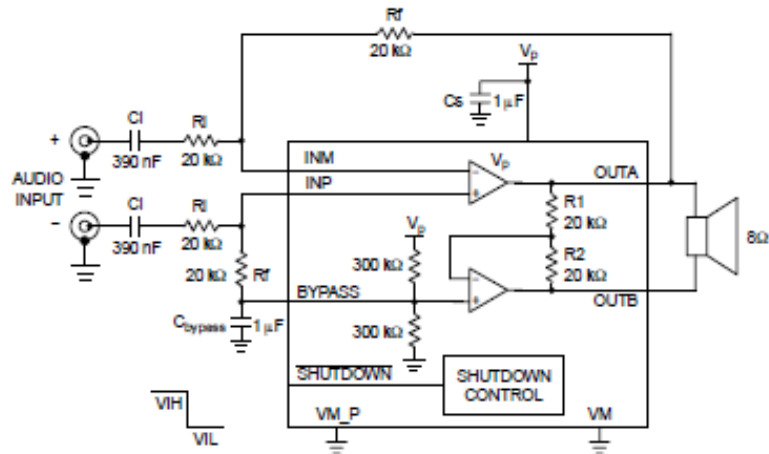 Rf
20 kΩ
Vp
Cs
1 μF
CI
RI
+
390 nF
20 kΩ
AUDIO
INPUT
INM
INP
Vp
OUTA
−
CI
RI
390 nF
20 kΩ
R1
20 kΩ
8Ω
20 kΩ
Rf
Vp
300 kΩ
R2
20 kΩ
BYPASS
OUTB
Cbypass
1 μF
300 kΩ
SHUTDOWN
SHUTDOWN
CONTROL
VIH
VIL
VM_P
VM